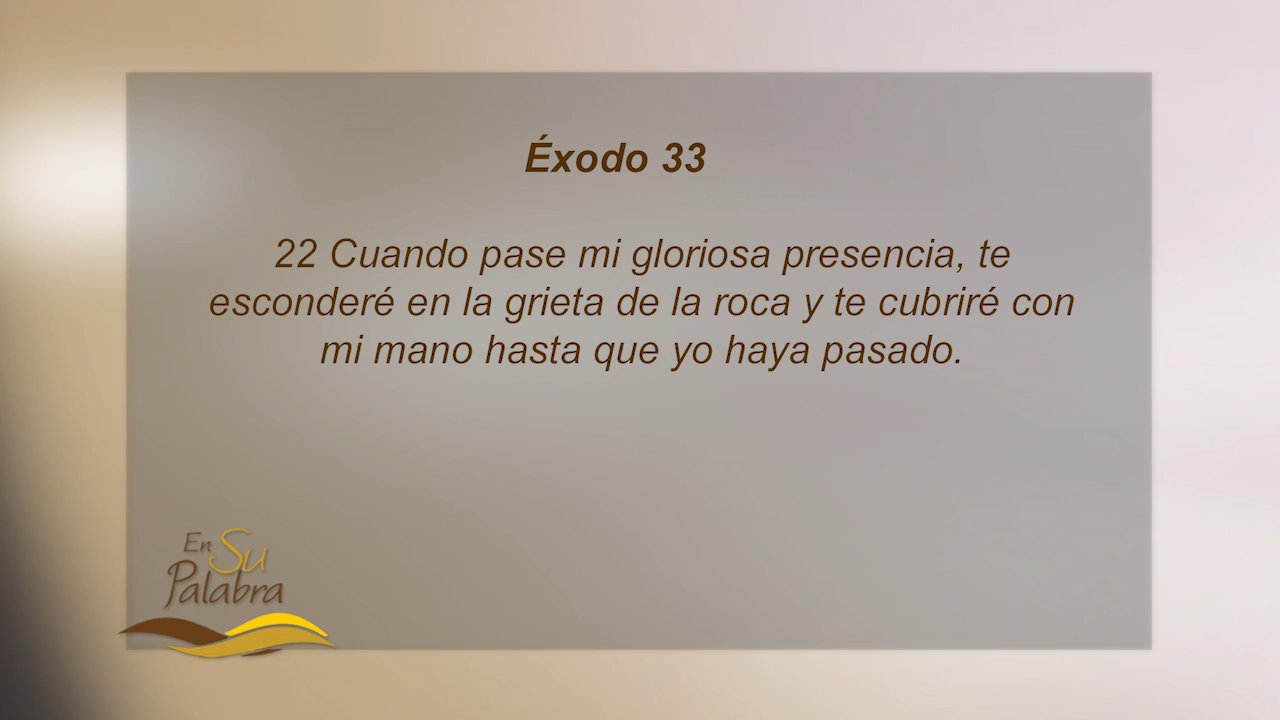 Éxodo 33
22 Cuando pase mi gloriosa presencia, te
esconderé en la grieta de la roca y te cubriré con
mi mano hasta que yo haya pasado.
En Su
Palabra